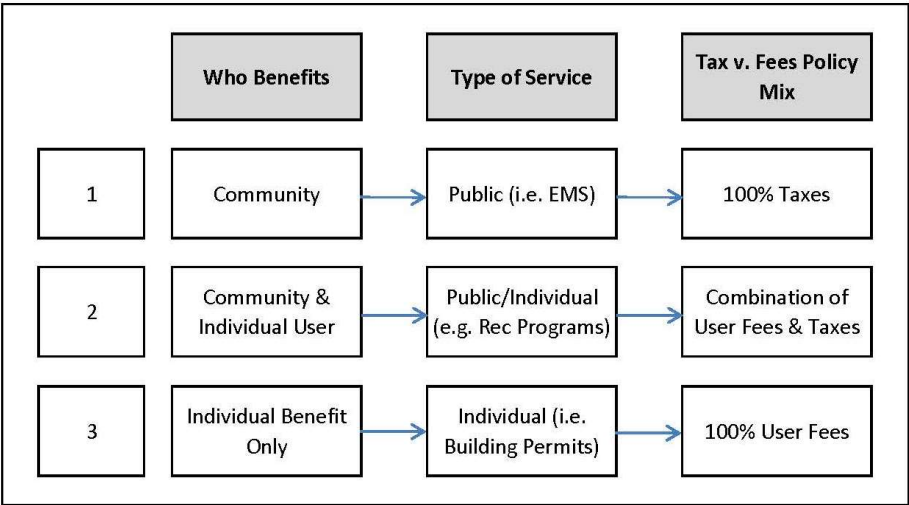 Who Benefits
Type of Service
Tax v. Fees Policy
Mix
1
Community
Public (i.e. EMS)
100% Taxes
2
Community &
Individual User
Public/Individual
(e.g. Rec Programs)
Combination of
User Fees & Taxes
3
Individual Benefit
Only
Individual (i.e.
Building Permits)
100% User Fees